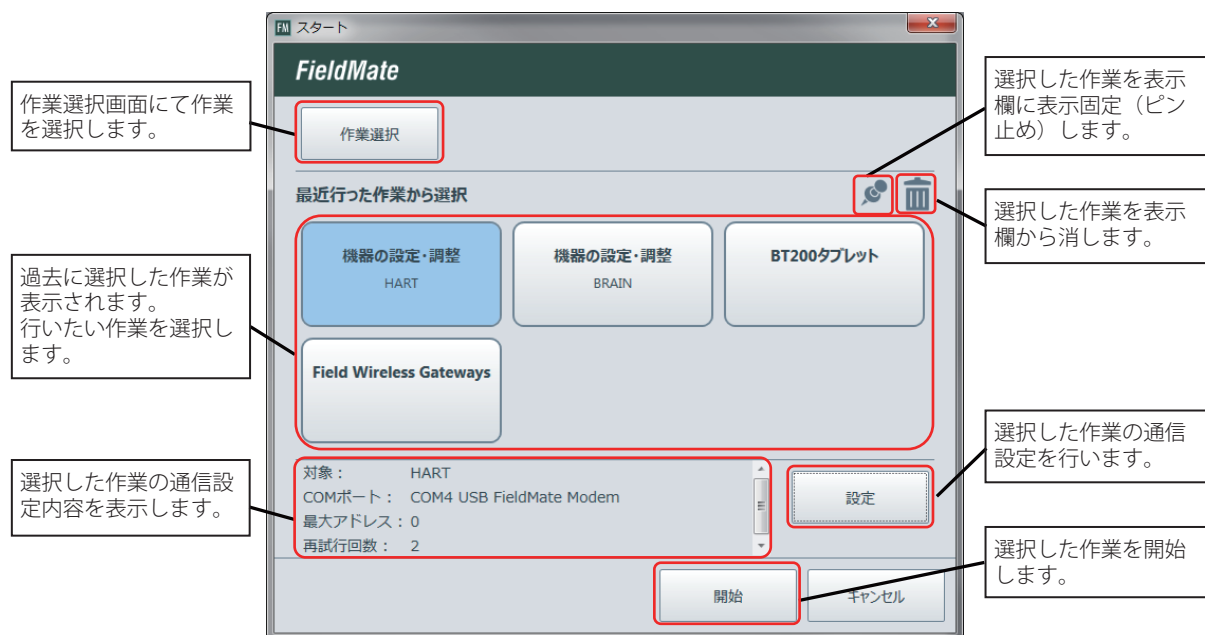 FM スタート
FieldMate
作業選択画面にて作業
を選択します。
作業選択
選択した作業を表示
欄に表示固定（ピン
止め）します。
最近行った作業から選択
選択した作業を表示
欄から消します。
過去に選択した作業が
表示されます。
行いたい作業を選択し
ます。
機器の設定・調整
HART
機器の設定・調整
BRAIN
BT200タブレット
Field Wireless Gateways
選択した作業の通信設
定内容を表示します。
対象： HART
COMポート： COM4 USB FieldMate Modem
最大アドレス：0
再試行回数： 2
設定
選択した作業の通信
設定を行います。
開始
キャンセル
選択した作業を開始
します。